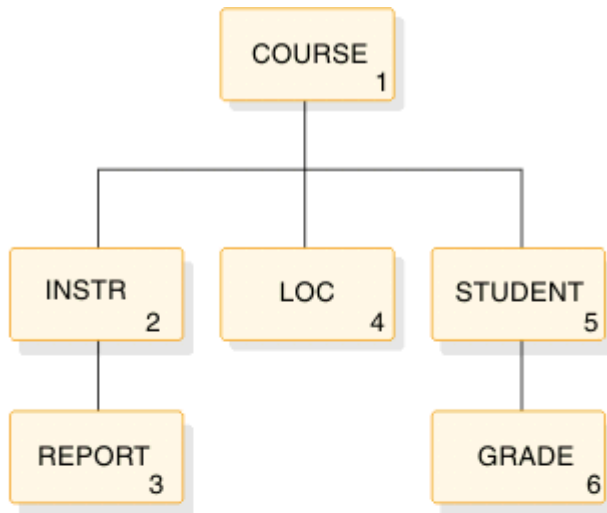 COURSE
1
INSTR
2
LOC
4
STUDENT
5
REPORT
3
GRADE
6